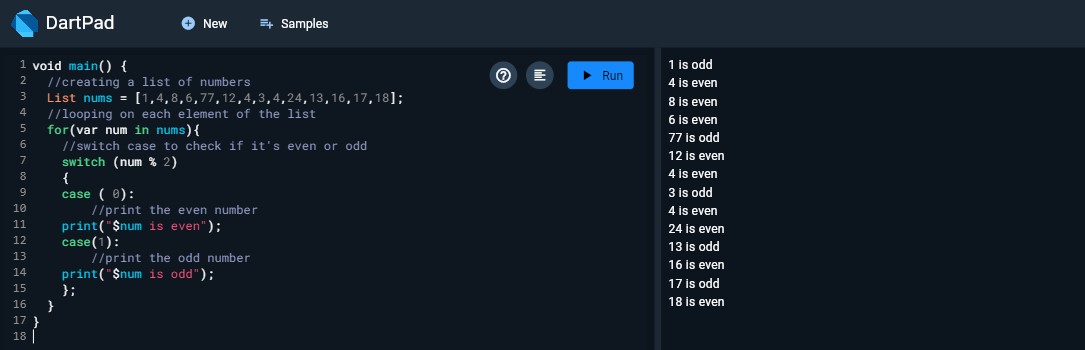 DartPad
New
Samples
Run
1 void main() {
2   //creating a list of numbers
3   List nums = [1,4,8,6,77,12,4,3,4,24,13,16,17,18];
4   //looping on each element of the list
5   for(var num in nums){
6     //switch case to check if it's even or odd
7     switch (num % 2)
8     {
9     case ( 0):
10         //print the even number
11     print("$num is even");
12     case(1):
13         //print the odd number
14     print("$num is odd");
15     };
16   }
17 }
18
1 is odd
4 is even
8 is even
6 is even
77 is odd
12 is even
4 is even
3 is odd
4 is even
24 is even
13 is odd
16 is even
17 is odd
18 is even